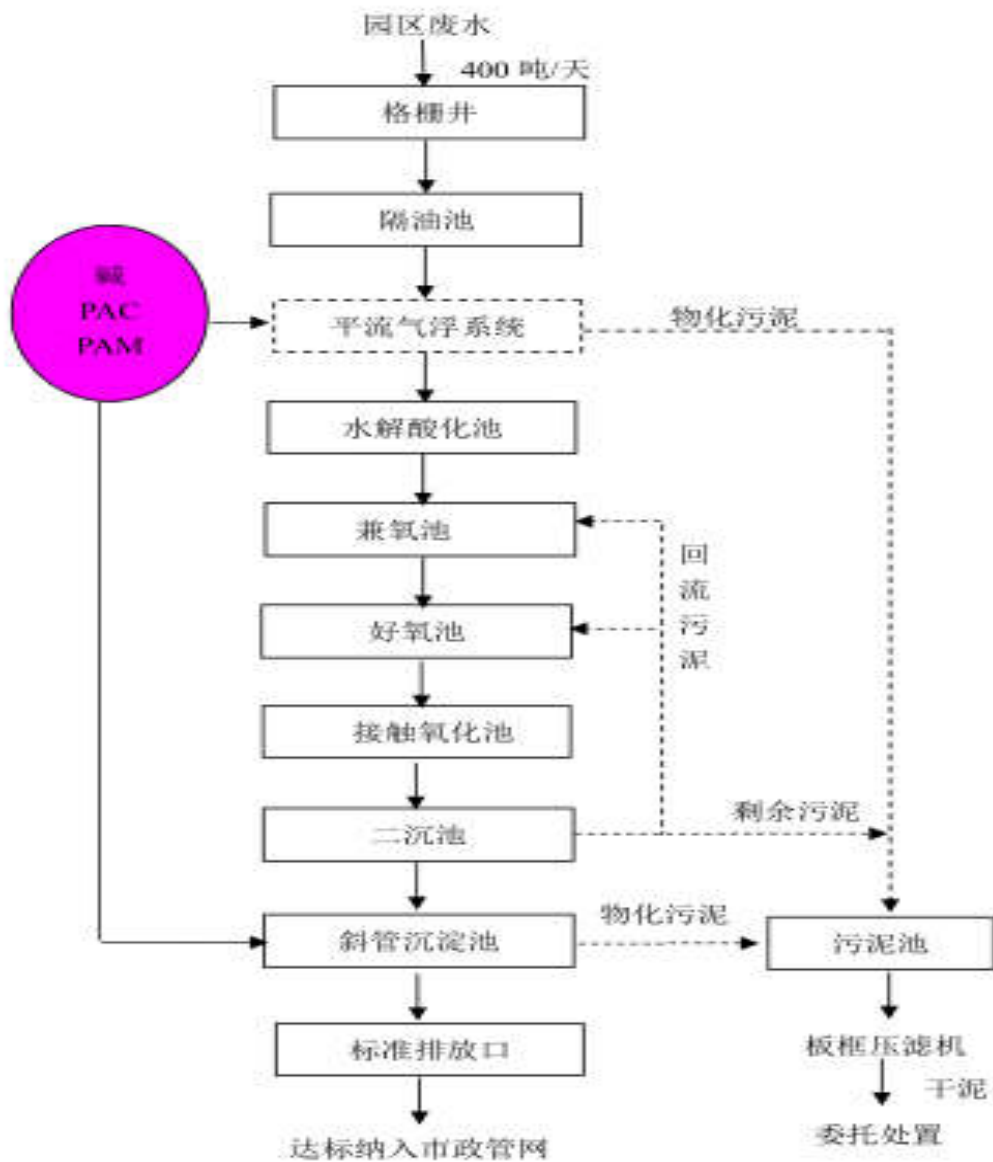 园区废水
400 吨/天
格栅井
隔油池
碱
PAC
PAM
平流气浮系统
物化污泥
水解酸化池
兼氧池
回流污泥
好氧池
接触氧化池
二沉池
剩余污泥
斜管沉淀池
物化污泥
污泥池
标准排放口
板框压滤机
干泥
达标纳入市政管网
委托处置